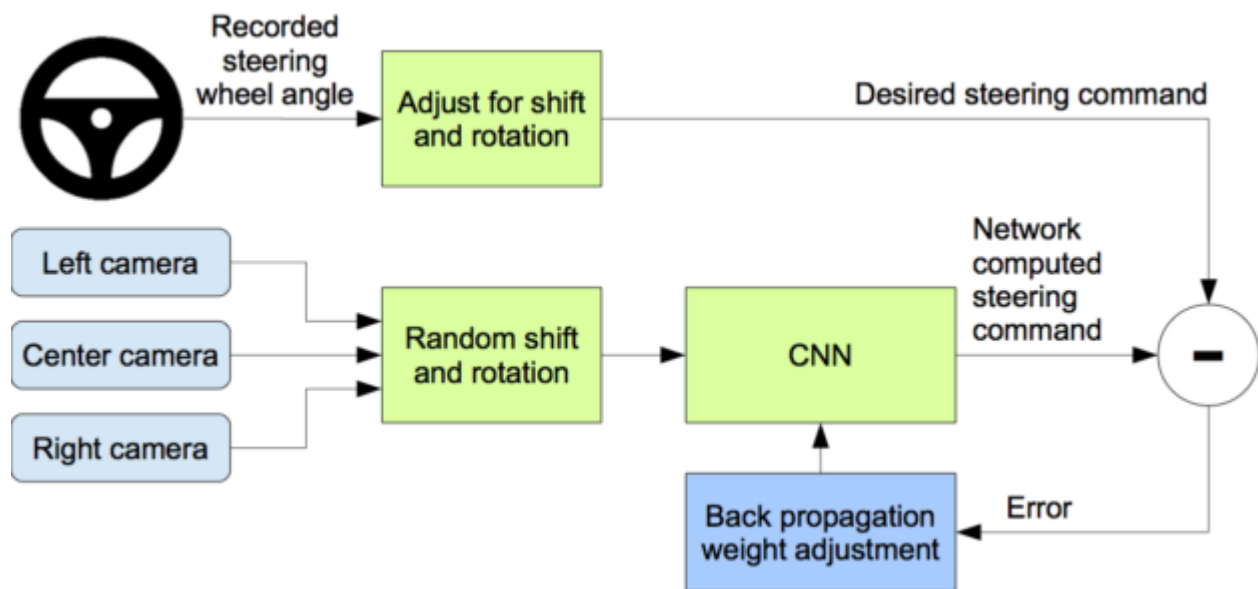 Recorded
steering
wheel angle
Adjust for shift
and rotation
Desired steering command
Left camera
Center camera
Right camera
Random shift
and rotation
CNN
Network
computed
steering
command
-
Back propagation
weight adjustment
Error